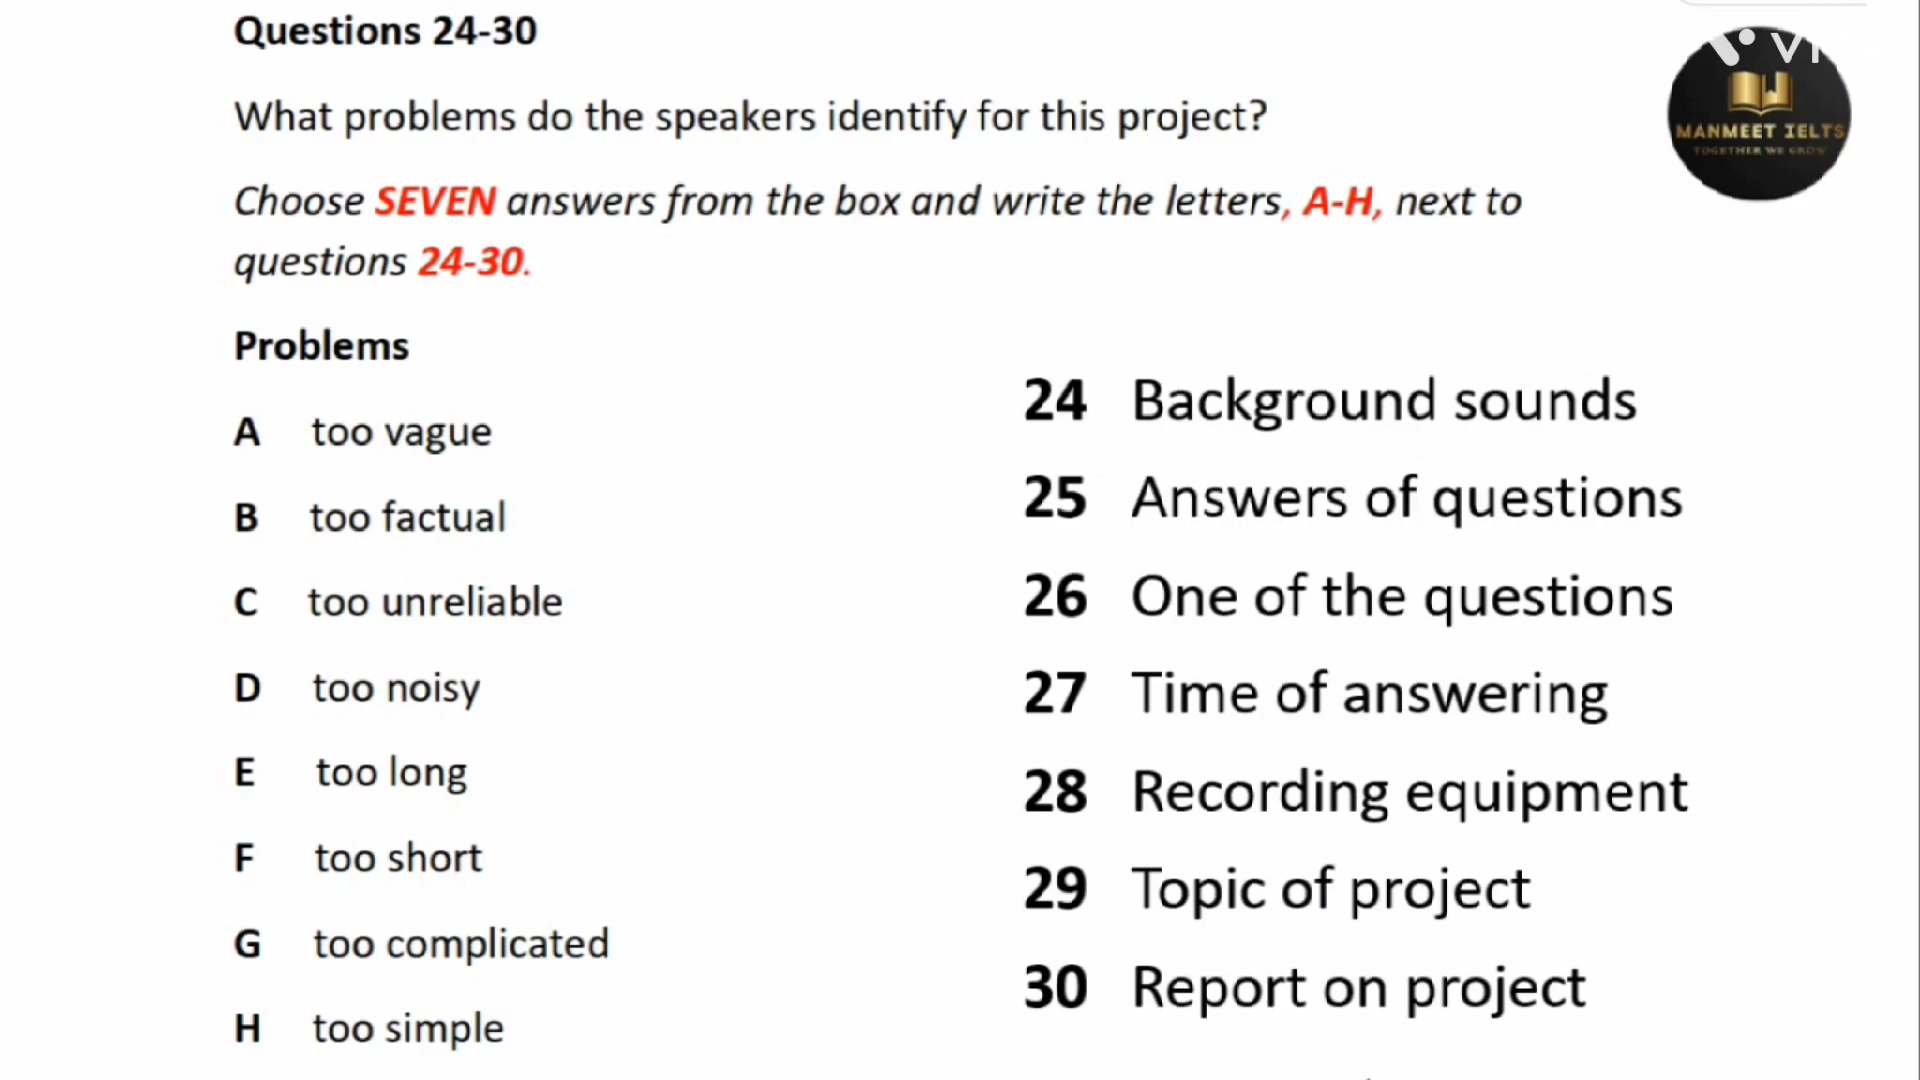 Questions 24-30
What problems do the speakers identify for this project?
Choose SEVEN answers from the box and write the letters, A-H, next to
questions 24-30.
Problems
A too vague
B too factual
C too unreliable
D too noisy
E too long
F too short
G too complicated
H too simple
24 Background sounds
25 Answers of questions
26 One of the questions
27 Time of answering
28 Recording equipment
29 Topic of project
30 Report on project
MANMEET IELTS
TOGETHER WE GROW